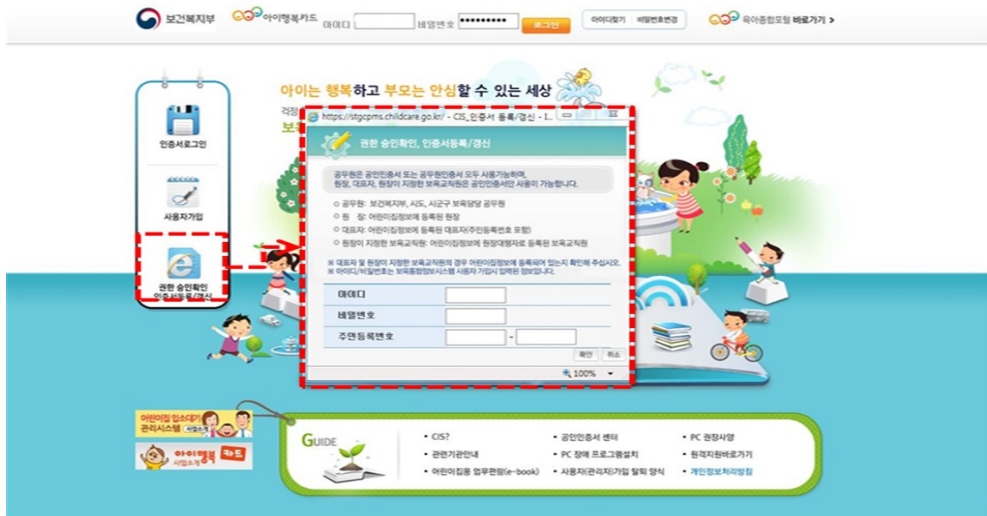 보건복지부
아이행복카드
아이디
비밀번호
로그인
아이디찾기
비밀번호변경
육아종합포털 바로가기 >
인증서로그인
사용자가입
권한 승인확인
인증서등록/갱신
아이는 행복하고 부모는 안심할 수 있는 세상
걱정
보
https://stgcpms.childcare.go.kr/ - CIS_인증서 등록/갱신 - I...
권한 승인확인, 인증서등록/갱신
공무원은 공인인증서 또는 공무원인증서 모두 사용가능하며,
원장, 대표자, 원장이 지정한 보육교직원은 공인인증서만 사용이 가능합니다.
○ 공무원: 보건복지부, 시도, 시군구 보육담당 공무원
○ 원 장: 어린이집정보에 등록된 원장
○ 대표자: 어린이집정보에 등록된 대표자(주민등록번호 포함)
○ 원장이 지정한 보육교직원: 어린이집정보에 원장대행자로 등록된 보육교직원
※ 대표자 및 원장이 지정한 보육교직원의 경우 어린이집정보에 등록되어 있는지 확인해 주십시오.
※ 아이디/비밀번호는 보육통합정보시스템 사용자 가입시 입력된 정보입니다.
아이디
비밀번호
주민등록번호 -
확인 취소
100%
어린이집 입소대기
관리시스템 사업소개
아이행복 카드
사업소개
GUIDE
• CIS?
• 관련기관안내
• 어린이집용 업무편람(e-book)
• 공인인증서 센터
• PC 장애 프로그램설치
• 사용자(관리자)가입 탈퇴 양식
• PC 권장사양
• 원격지원바로가기
• 개인정보처리방침